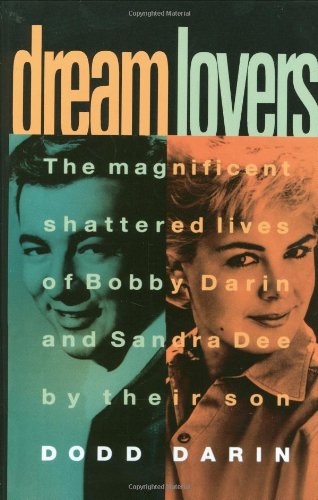 dream lovers
The magnificent
shattered lives
of Bobby Darin
and Sandra Dee
by their son
DODD DARIN